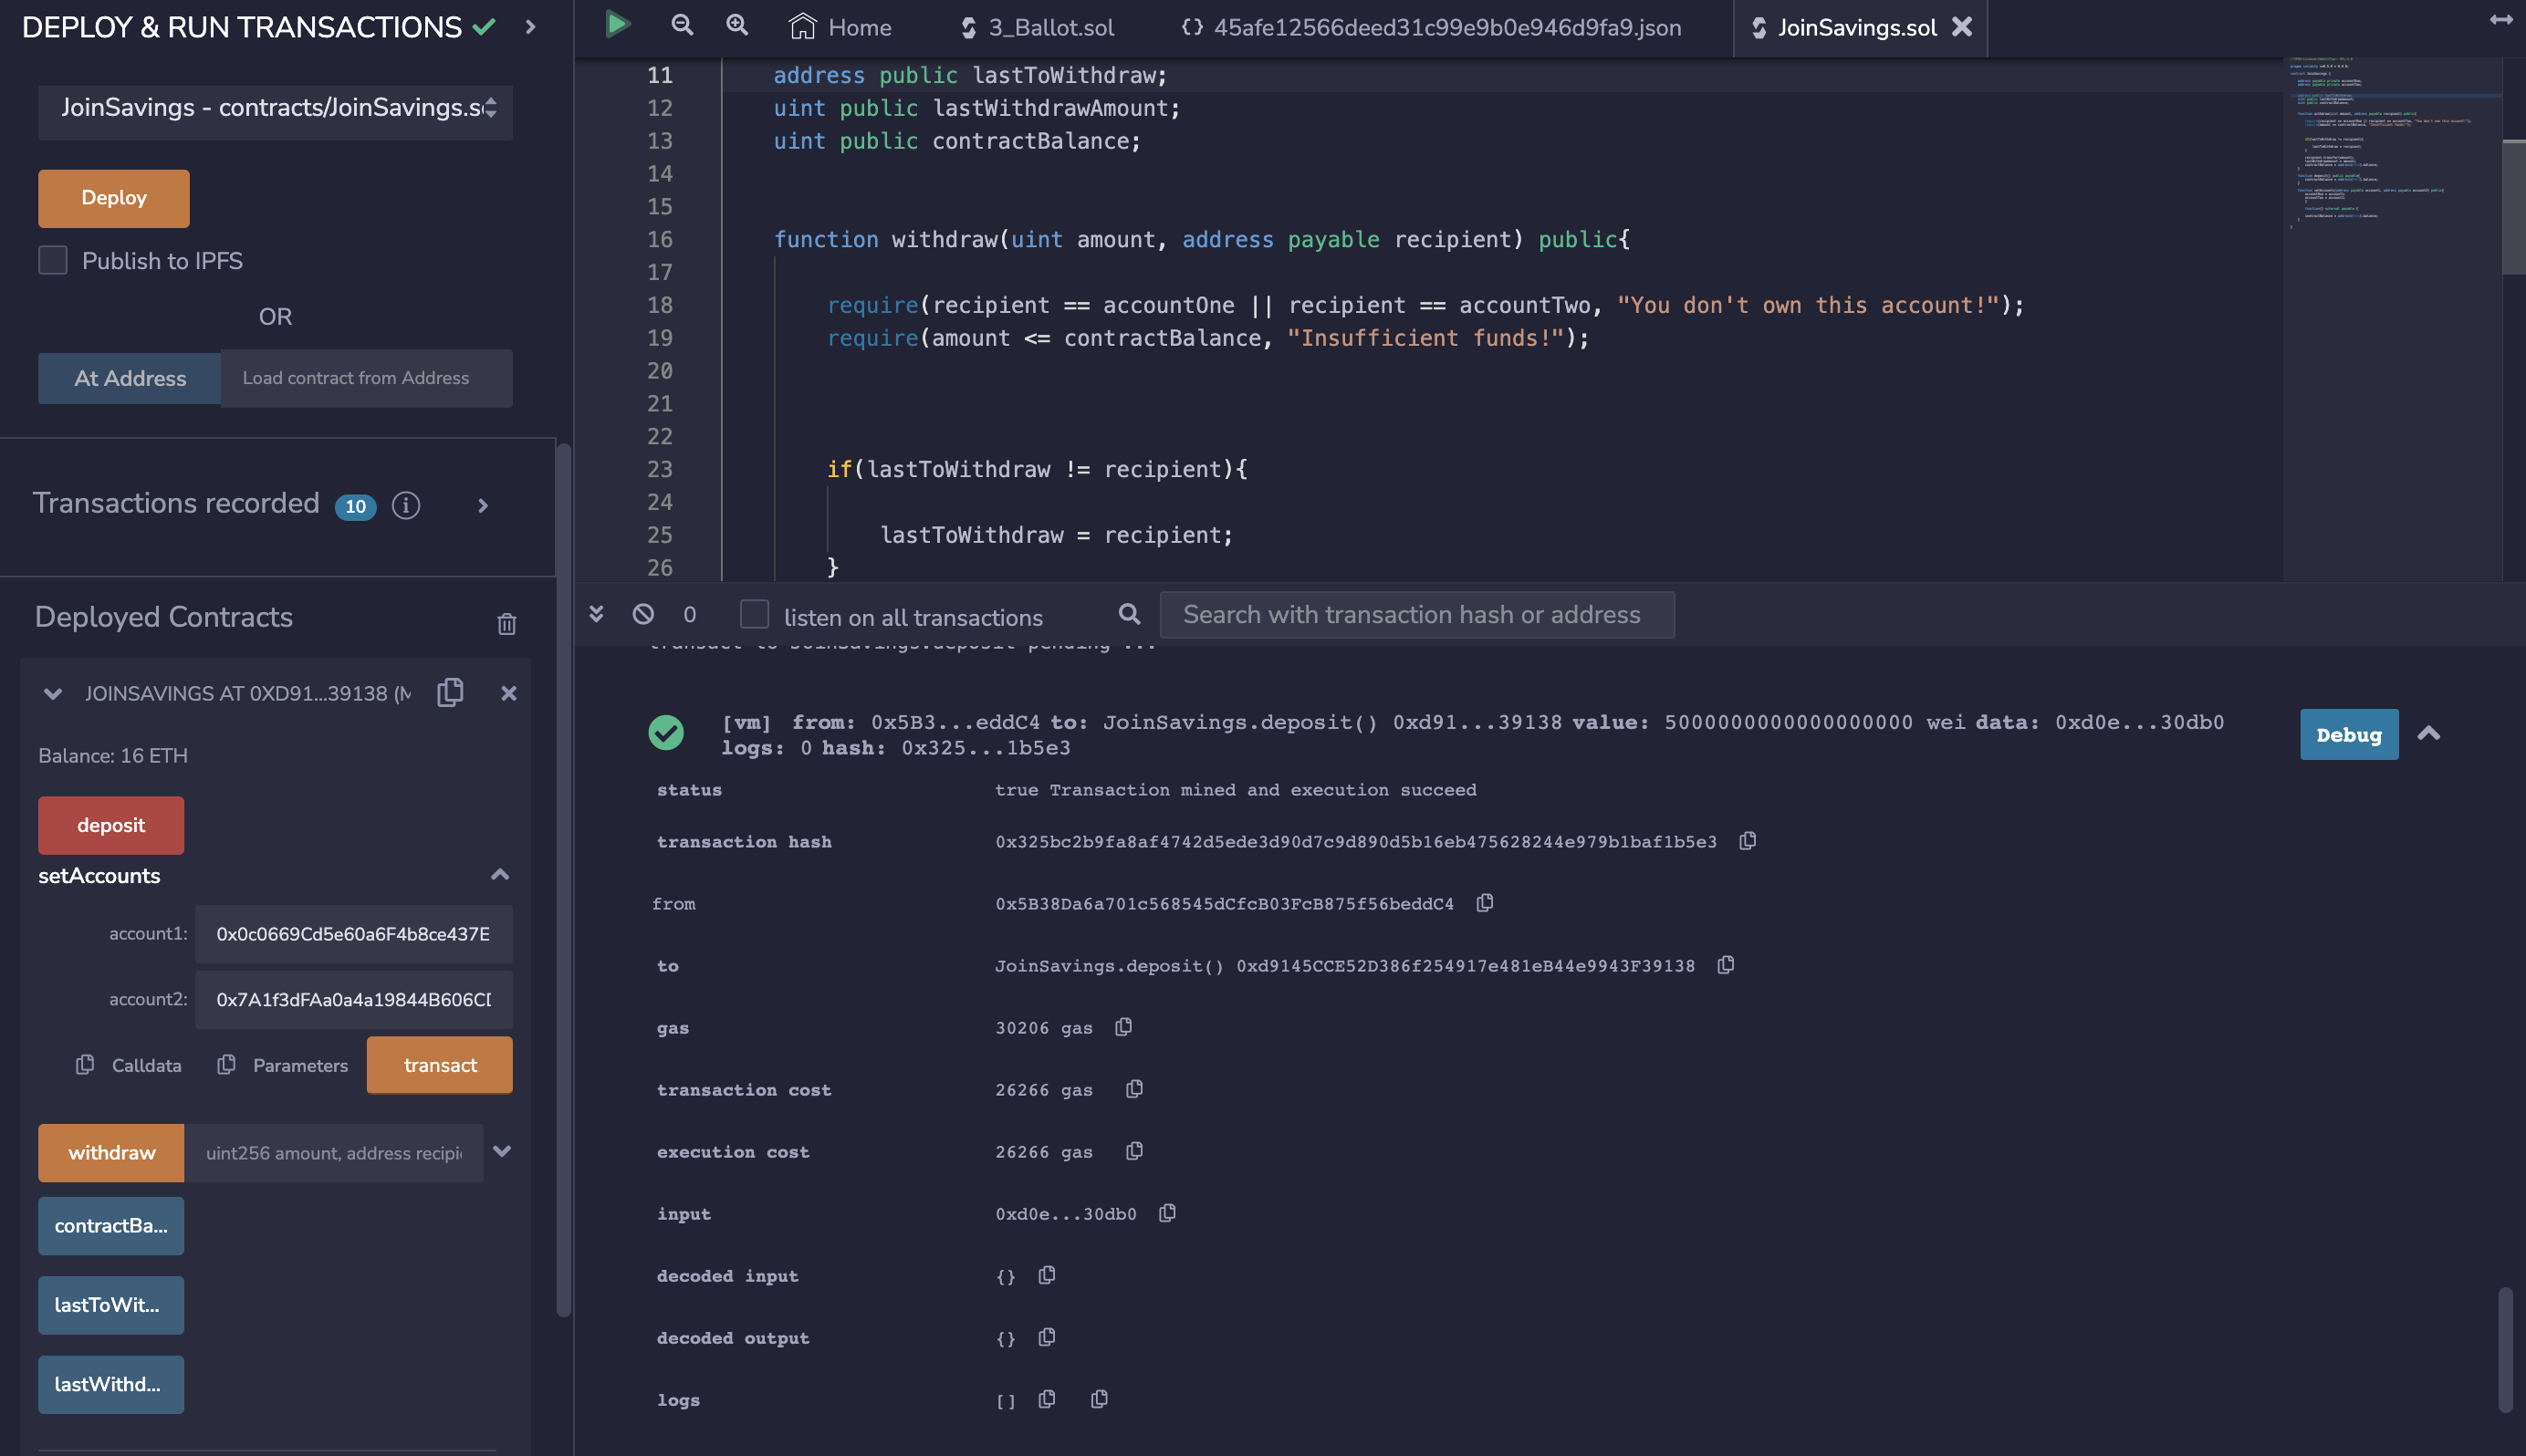 DEPLOY & RUN TRANSACTIONS
JoinSavings - contracts/JoinSavings.s
Deploy
Publish to IPFS
OR
At Address
Load contract from Address
Transactions recorded 10 i
Deployed Contracts
JOINSAVINGS AT 0XD91...39138 (M
Balance: 16 ETH
deposit
setAccounts
account1: 0x0c0669Cd5e60a6F4b8ce437E
account2: 0x7A1f3dFAa0a4a19844B606CD
Calldata
Parameters
transact
withdraw
uint256 amount, address recipi
contractBa...
lastToWit...
lastWithd...
Home
3_Ballot.sol
{} 45afe12566deed31c99e9b0e946d9fa9.json
JoinSavings.sol
11 address public lastToWithdraw;
12 uint public lastWithdrawAmount;
13 uint public contractBalance;
14
15
16 function withdraw(uint amount, address payable recipient) public{
17
18 require(recipient == accountOne || recipient == accountTwo, "You don't own this account!");
19 require(amount <= contractBalance, "Insufficient funds!");
20
21
22
23 if(lastToWithdraw != recipient){
24
25 lastToWithdraw = recipient;
26 }
0
listen on all transactions
Search with transaction hash or address
transact to JoinSavings.deposit pending ...
[vm] from: 0x5B3...eddC4 to: JoinSavings.deposit() 0xd91...39138 value: 5000000000000000000 wei data: 0xd0e...30db0
logs: 0 hash: 0x325...1b5e3
Debug
status true Transaction mined and execution succeed
transaction hash 0x325bc2b9fa8af4742d5ede3d90d7c9d890d5b16eb475628244e979b1baf1b5e3
from 0x5B38Da6a701c568545dCfcB03FcB875f56beddC4
to JoinSavings.deposit() 0xd9145CCE52D386f254917e481eB44e9943F39138
gas 30206 gas
transaction cost 26266 gas
execution cost 26266 gas
input 0xd0e...30db0
decoded input {}
decoded output {}
logs []